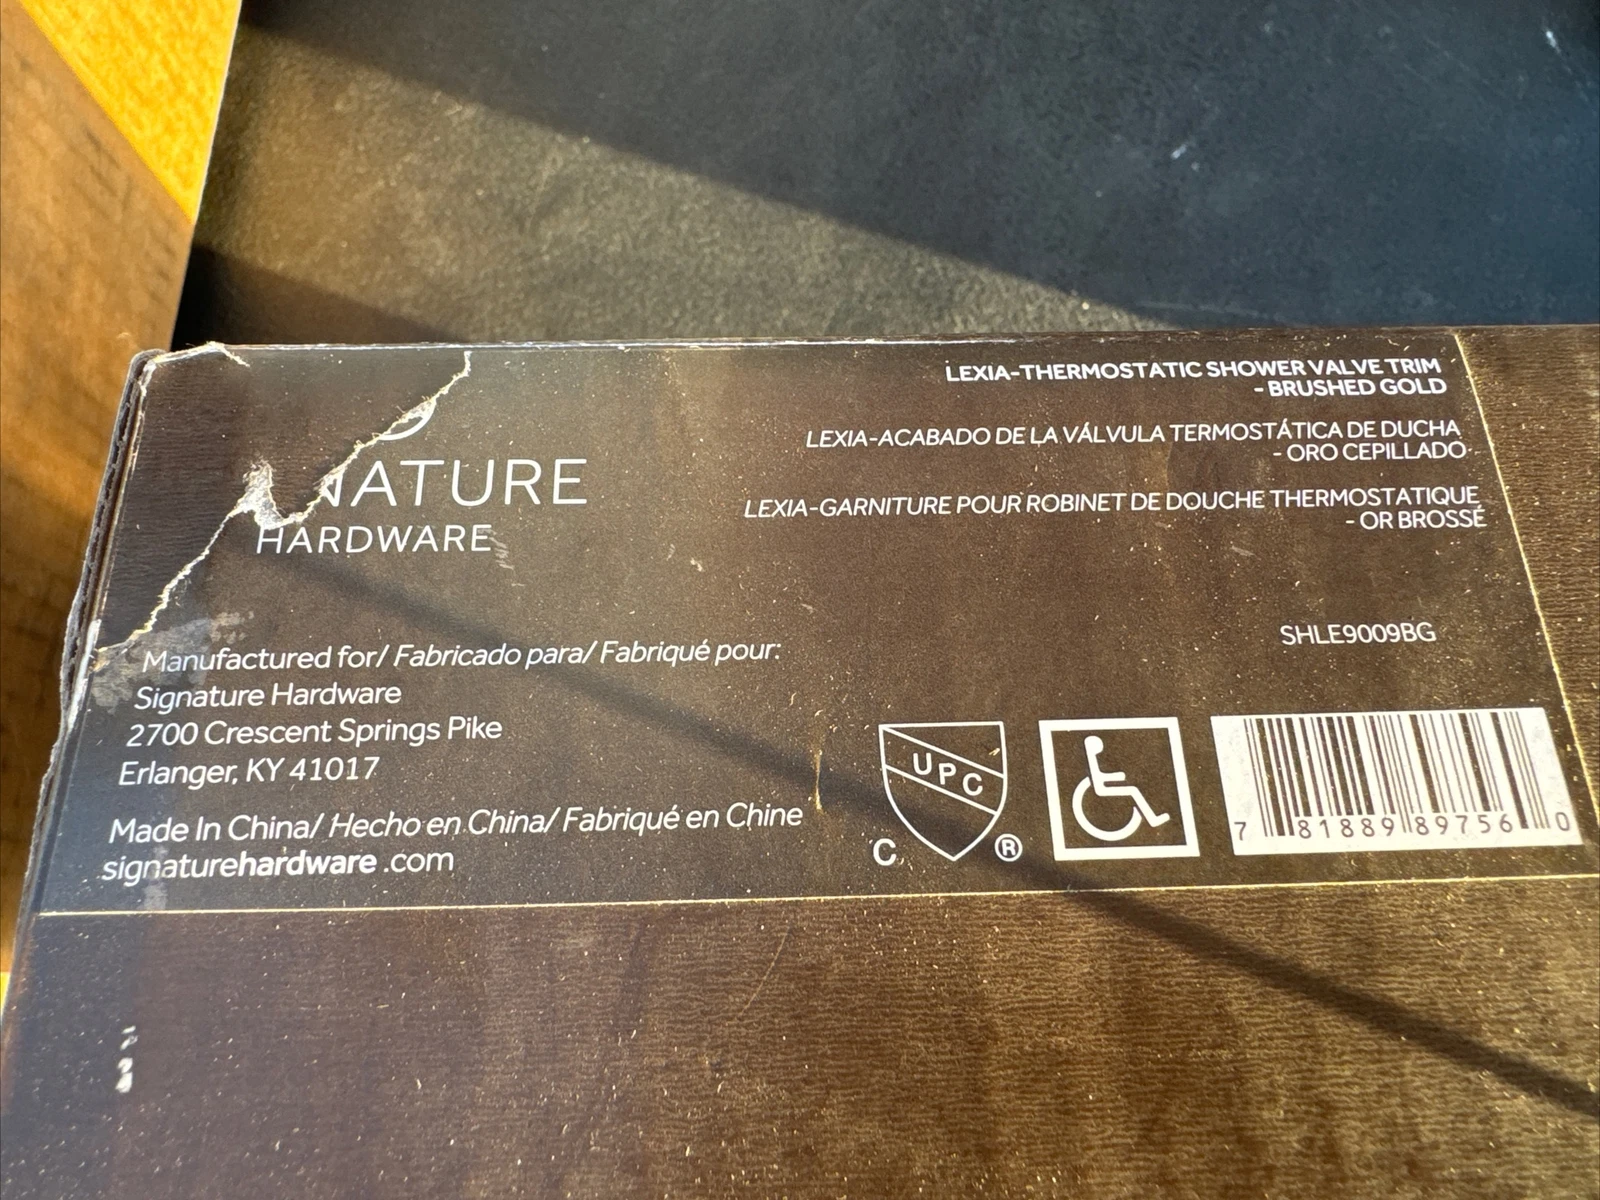 NATURE
HARDWARE
LEXIA-THERMOSTATIC SHOWER VALVE TRIM
- BRUSHED GOLD
LEXIA-ACABADO DE LA VÁLVULA TERMOSTÁTICA DE DUCHA
- ORO CEPILLADO
LEXIA-GARNITURE POUR ROBINET DE DOUCHE THERMOSTATIQUE
- OR BROSSÉ
SHLE9009BG
Manufactured for/ Fabricado para/ Fabriqué pour:
Signature Hardware
2700 Crescent Springs Pike
Erlanger, KY 41017
Made In China/ Hecho en China/ Fabriqué en Chine
signaturehardware.com
UPC
C ®
7 81889 89756 0